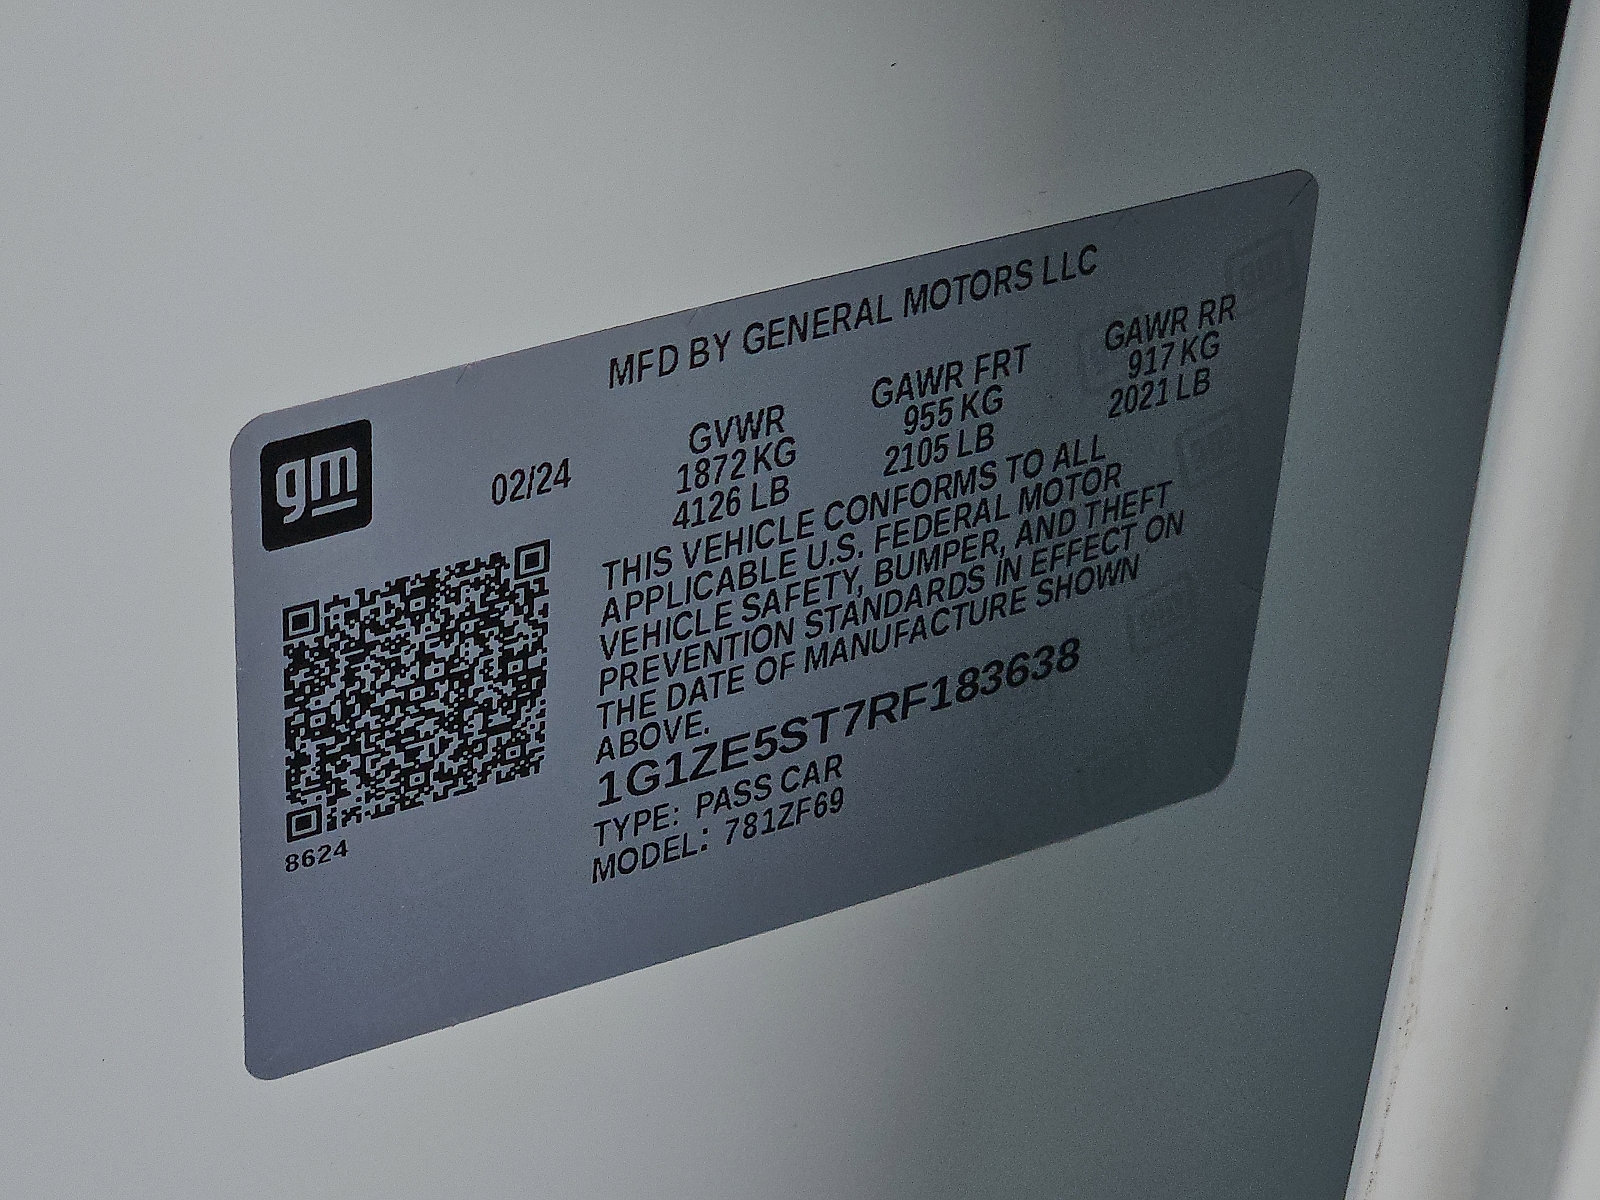 MFD BY GENERAL MOTORS LLC
gm
02/24
GVWR GAWR FRT GAWR RR
1872 KG 955 KG 917 KG
4126 LB 2105 LB 2021 LB
THIS VEHICLE CONFORMS TO ALL
APPLICABLE U.S. FEDERAL MOTOR
VEHICLE SAFETY, BUMPER, AND THEFT
PREVENTION STANDARDS IN EFFECT ON
THE DATE OF MANUFACTURE SHOWN
ABOVE.
1G1ZE5ST7RF183638
TYPE: PASS CAR
MODEL: 781ZF69
8624